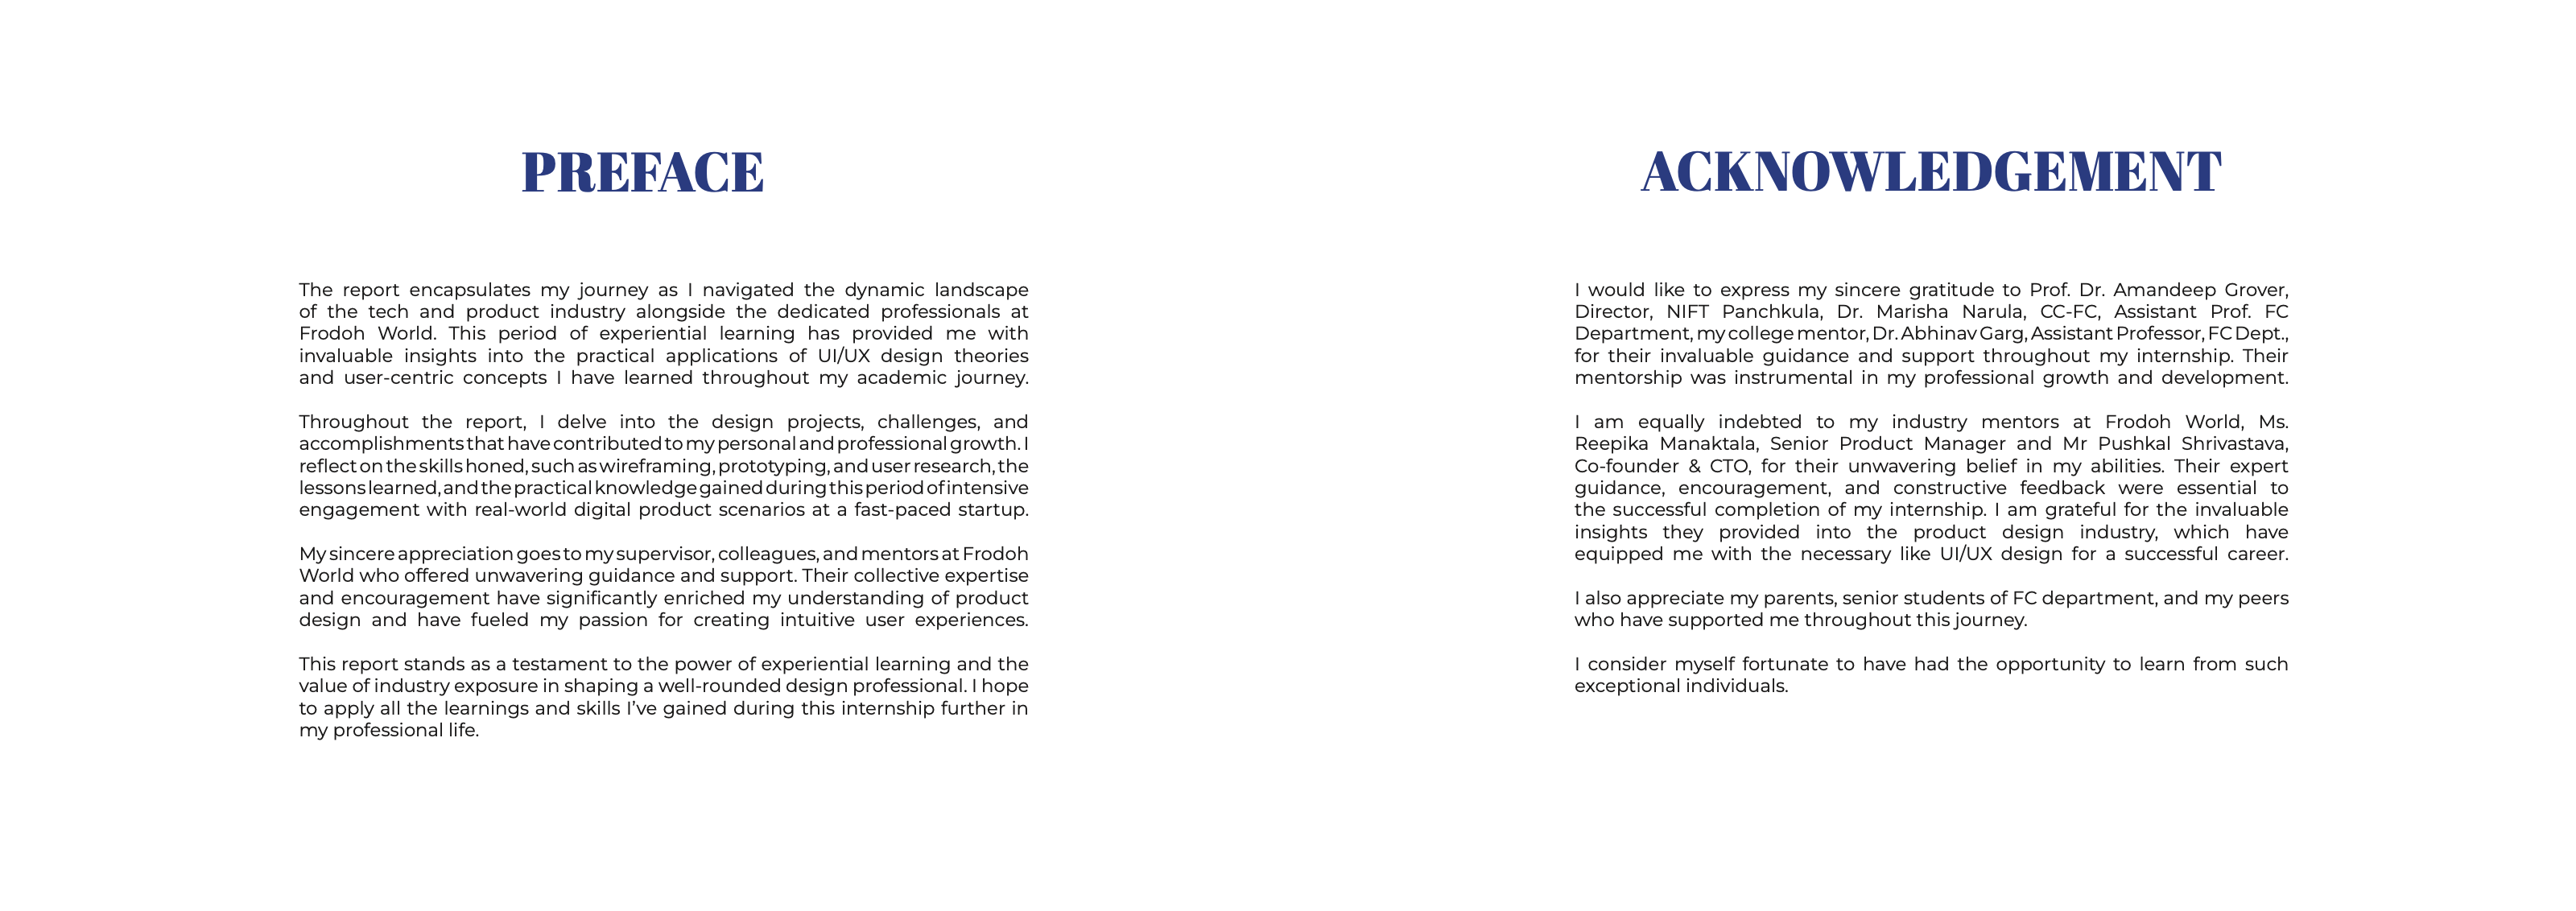 PREFACE
The report encapsulates my journey as I navigated the dynamic landscape
of the tech and product industry alongside the dedicated professionals at
Frodoh World. This period of experiential learning has provided me with
invaluable insights into the practical applications of UI/UX design theories
and user-centric concepts I have learned throughout my academic journey.
Throughout the report, I delve into the design projects, challenges, and
accomplishments that have contributed to my personal and professional growth. I
reflect on the skills honed, such as wireframing, prototyping, and user research, the
lessons learned, and the practical knowledge gained during this period of intensive
engagement with real-world digital product scenarios at a fast-paced startup.
My sincere appreciation goes to my supervisor, colleagues, and mentors at Frodoh
World who offered unwavering guidance and support. Their collective expertise
and encouragement have significantly enriched my understanding of product
design and have fueled my passion for creating intuitive user experiences.
This report stands as a testament to the power of experiential learning and the
value of industry exposure in shaping a well-rounded design professional. I hope
to apply all the learnings and skills I’ve gained during this internship further in
my professional life.
ACKNOWLEDGEMENT
I would like to express my sincere gratitude to Prof. Dr. Amandeep Grover,
Director, NIFT Panchkula, Dr. Marisha Narula, CC-FC, Assistant Prof. FC
Department, my college mentor, Dr. Abhinav Garg, Assistant Professor, FC Dept.,
for their invaluable guidance and support throughout my internship. Their
mentorship was instrumental in my professional growth and development.
I am equally indebted to my industry mentors at Frodoh World, Ms.
Reepika Manaktala, Senior Product Manager and Mr Pushkal Shrivastava,
Co-founder & CTO, for their unwavering belief in my abilities. Their expert
guidance, encouragement, and constructive feedback were essential to
the successful completion of my internship. I am grateful for the invaluable
insights they provided into the product design industry, which have
equipped me with the necessary like UI/UX design for a successful career.
I also appreciate my parents, senior students of FC department, and my peers
who have supported me throughout this journey.
I consider myself fortunate to have had the opportunity to learn from such
exceptional individuals.